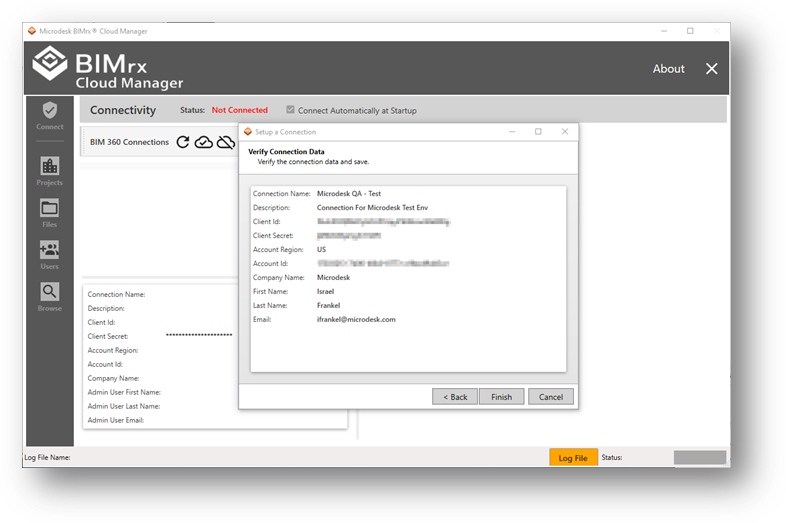 Microdesk BIMrx® Cloud Manager
BIMrx
Cloud Manager
About
Connect
Projects
Files
Users
Browse
Connectivity Status: Not Connected Connect Automatically at Startup
BIM 360 Connections
Connection Name:
Description:
Client Id:
Client Secret: *********************
Account Region:
Account Id:
Company Name:
Admin User First Name:
Admin User Last Name:
Admin User Email:
Setup a Connection
Verify Connection Data
Verify the connection data and save.
Connection Name: Microdesk QA - Test
Description: Connection For Microdesk Test Env
Client Id:
Client Secret:
Account Region: US
Account Id:
Company Name: Microdesk
First Name: Israel
Last Name: Frankel
Email: ifrankel@microdesk.com
< Back Finish Cancel
Log File Name: Log File Status: